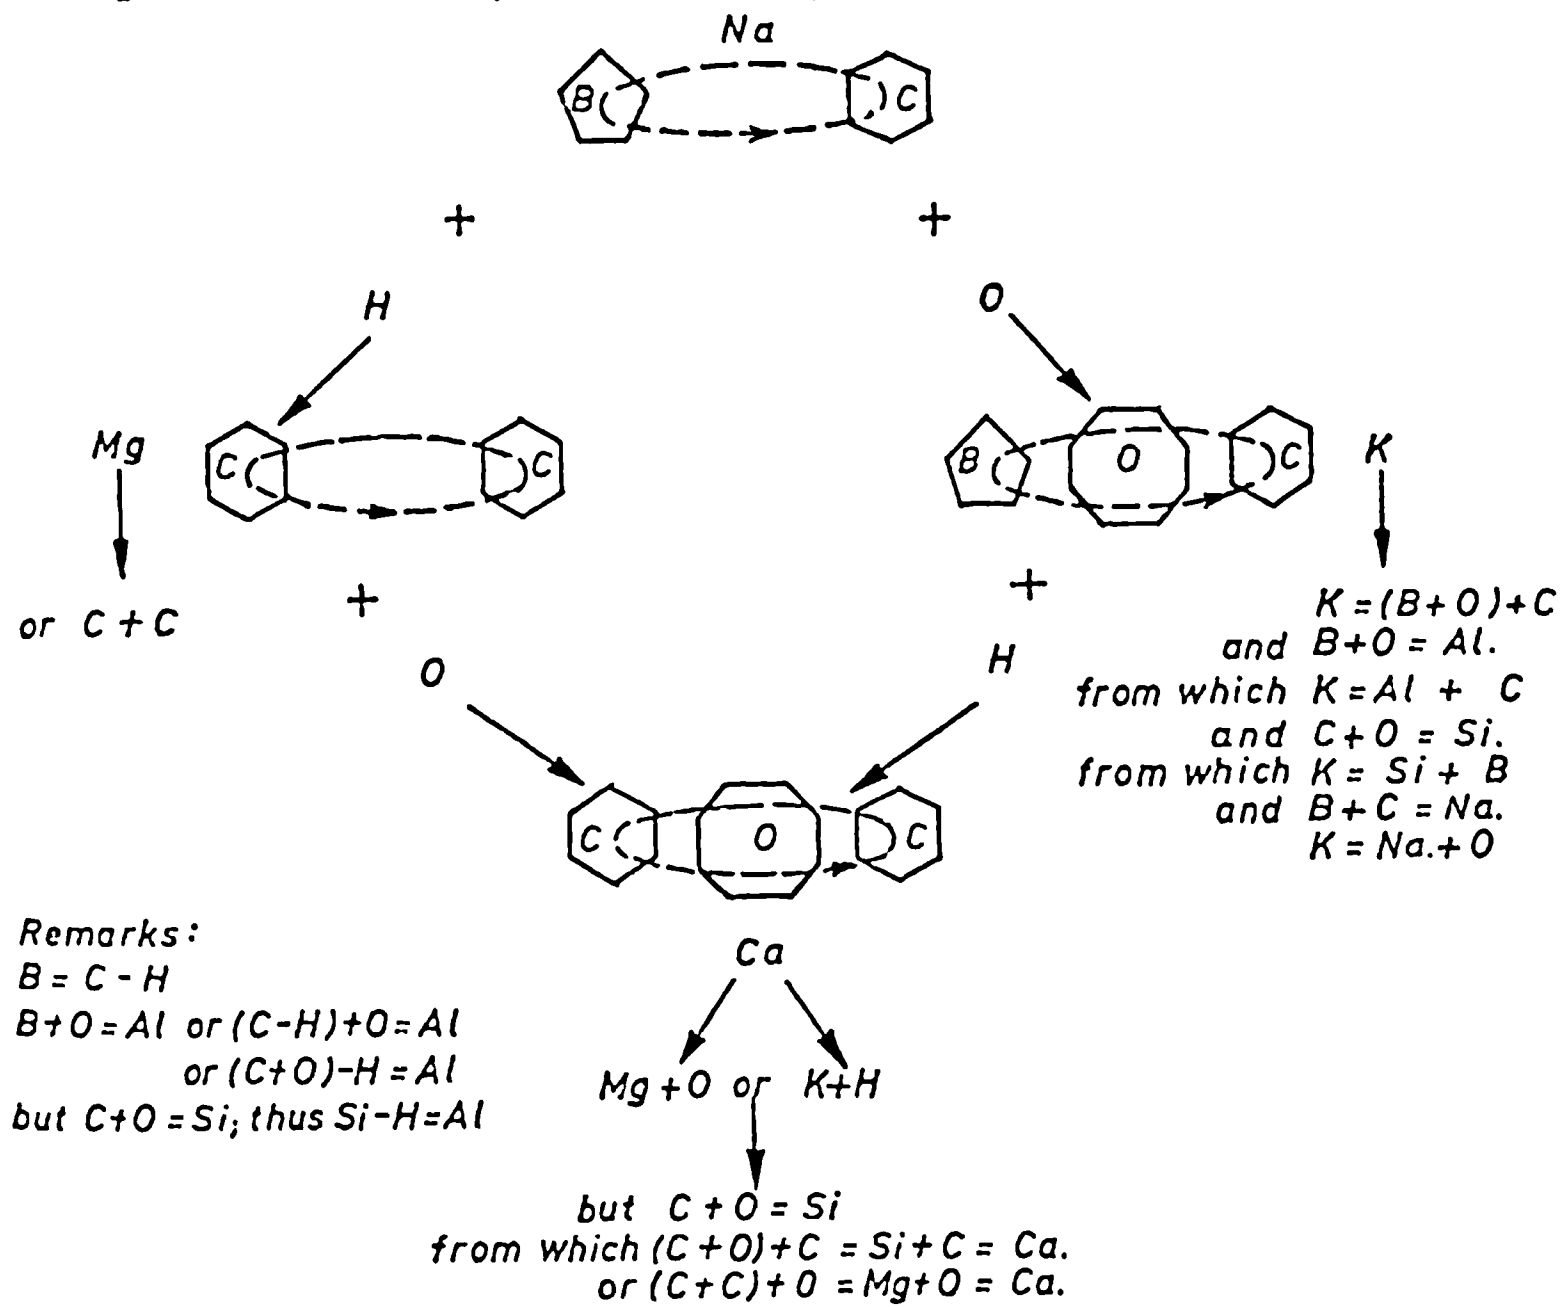 Na
B
C
+
+
H
O
Mg
C
C
B
O
C
K
or C + C
+
+
O
H
K = (B + O) + C
and B + O = Al.
from which K = Al + C
and C + O = Si.
from which K = Si + B
and B + C = Na.
K = Na. + O
C
O
C
Remarks:
B = C - H
B + O = Al or (C - H) + O = Al
or (C + O) - H = Al
but C + O = Si; thus Si - H = Al
Ca
Mg + O or K + H
but C + O = Si
from which (C + O) + C = Si + C = Ca.
or (C + C) + O = Mg + O = Ca.